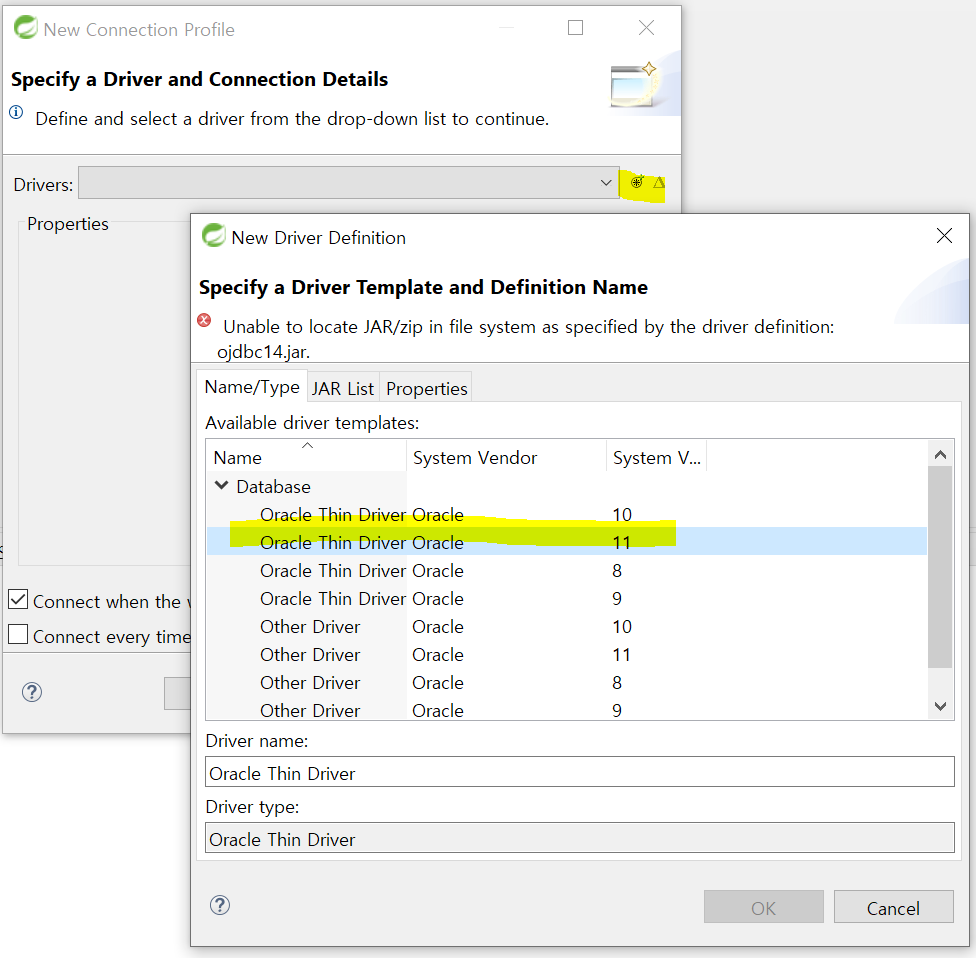 New Connection Profile
Specify a Driver and Connection Details
Define and select a driver from the drop-down list to continue.
Drivers:
Properties
New Driver Definition
Specify a Driver Template and Definition Name
Unable to locate JAR/zip in file system as specified by the driver definition:
ojdbc14.jar.
Name/Type JAR List Properties
Available driver templates:
Name System Vendor System V...
Database
Oracle Thin Driver Oracle 10
Oracle Thin Driver Oracle 11
Oracle Thin Driver Oracle 8
Oracle Thin Driver Oracle 9
Other Driver Oracle 10
Other Driver Oracle 11
Other Driver Oracle 8
Other Driver Oracle 9
Driver name:
Oracle Thin Driver
Driver type:
Oracle Thin Driver
OK Cancel
Connect when the
Connect every time